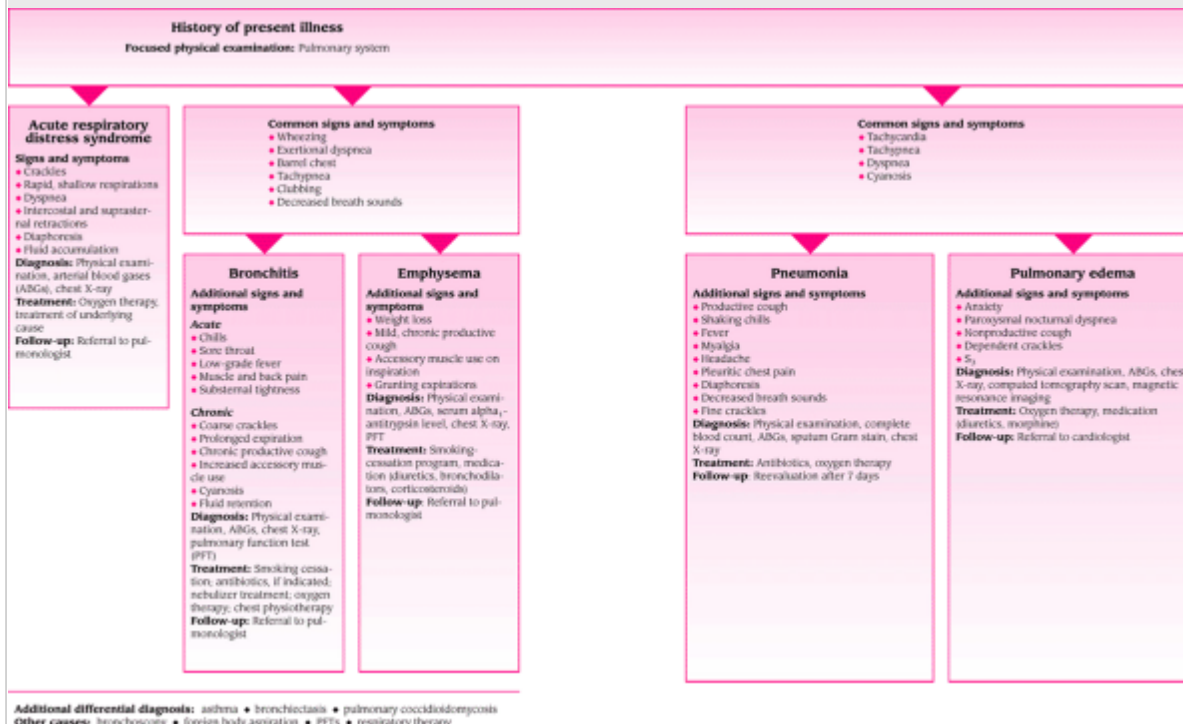 History of present illness
Focused physical examination: Pulmonary system
Acute respiratory
distress syndrome
Signs and symptoms
• Crackles
• Rapid, shallow respirations
• Dyspnea
• Intercostal and supraster-
nal retractions
• Diaphoresis
• Fluid accumulation
Diagnosis: Physical exami-
nation, arterial blood gases
(ABGs), chest X-ray
Treatment: Oxygen therapy,
treatment of underlying
cause
Follow-up: Referral to pul-
monologist
Common signs and symptoms
• Wheezing
• Exertional dyspnea
• Barrel chest
• Tachypnea
• Clubbing
• Decreased breath sounds
Bronchitis
Additional signs and
symptoms
Acute
• Chills
• Sore throat
• Low-grade fever
• Muscle and back pain
• Substernal tightness
Chronic
• Coarse crackles
• Prolonged expiration
• Chronic productive cough
• Increased accessory mus-
cle use
• Cyanosis
• Fluid retention
Diagnosis: Physical exami-
nation, ABGs, chest X-ray,
pulmonary function test
(PFT)
Treatment: Smoking cessa-
tion; antibiotics, if indicated;
nebulizer treatment; oxygen
therapy; chest physiotherapy
Follow-up: Referral to pul-
monologist
Emphysema
Additional signs and
symptoms
• Weight loss
• Mild, chronic productive
cough
• Accessory muscle use on
inspiration
• Grunting expirations
Diagnosis: Physical exami-
nation, ABGs, serum alpha₁-
antitrypsin level, chest X-ray,
PFT
Treatment: Smoking-
cessation program, medica-
tion (diuretics, bronchodila-
tors, corticosteroids)
Follow-up: Referral to pul-
monologist
Common signs and symptoms
• Tachycardia
• Tachypnea
• Dyspnea
• Cyanosis
Pneumonia
Additional signs and symptoms
• Productive cough
• Shaking chills
• Fever
• Myalgia
• Headache
• Pleuritic chest pain
• Diaphoresis
• Decreased breath sounds
• Fine crackles
Diagnosis: Physical examination, complete
blood count, ABGs, sputum Gram stain, chest
X-ray
Treatment: Antibiotics, oxygen therapy
Follow-up: Reevaluation after 7 days
Pulmonary edema
Additional signs and symptoms
• Anxiety
• Paroxysmal nocturnal dyspnea
• Nonproductive cough
• Dependent crackles
• S₃
Diagnosis: Physical examination, ABGs, ches
X-ray, computed tomography scan, magnetic
resonance imaging
Treatment: Oxygen therapy, medication
(diuretics, morphine)
Follow-up: Referral to cardiologist
Additional differential diagnosis: asthma • bronchiectasis • pulmonary coccidioidomycosis
Other causes: bronchoscopy • foreign body aspiration • PFTs • respiratory therapy